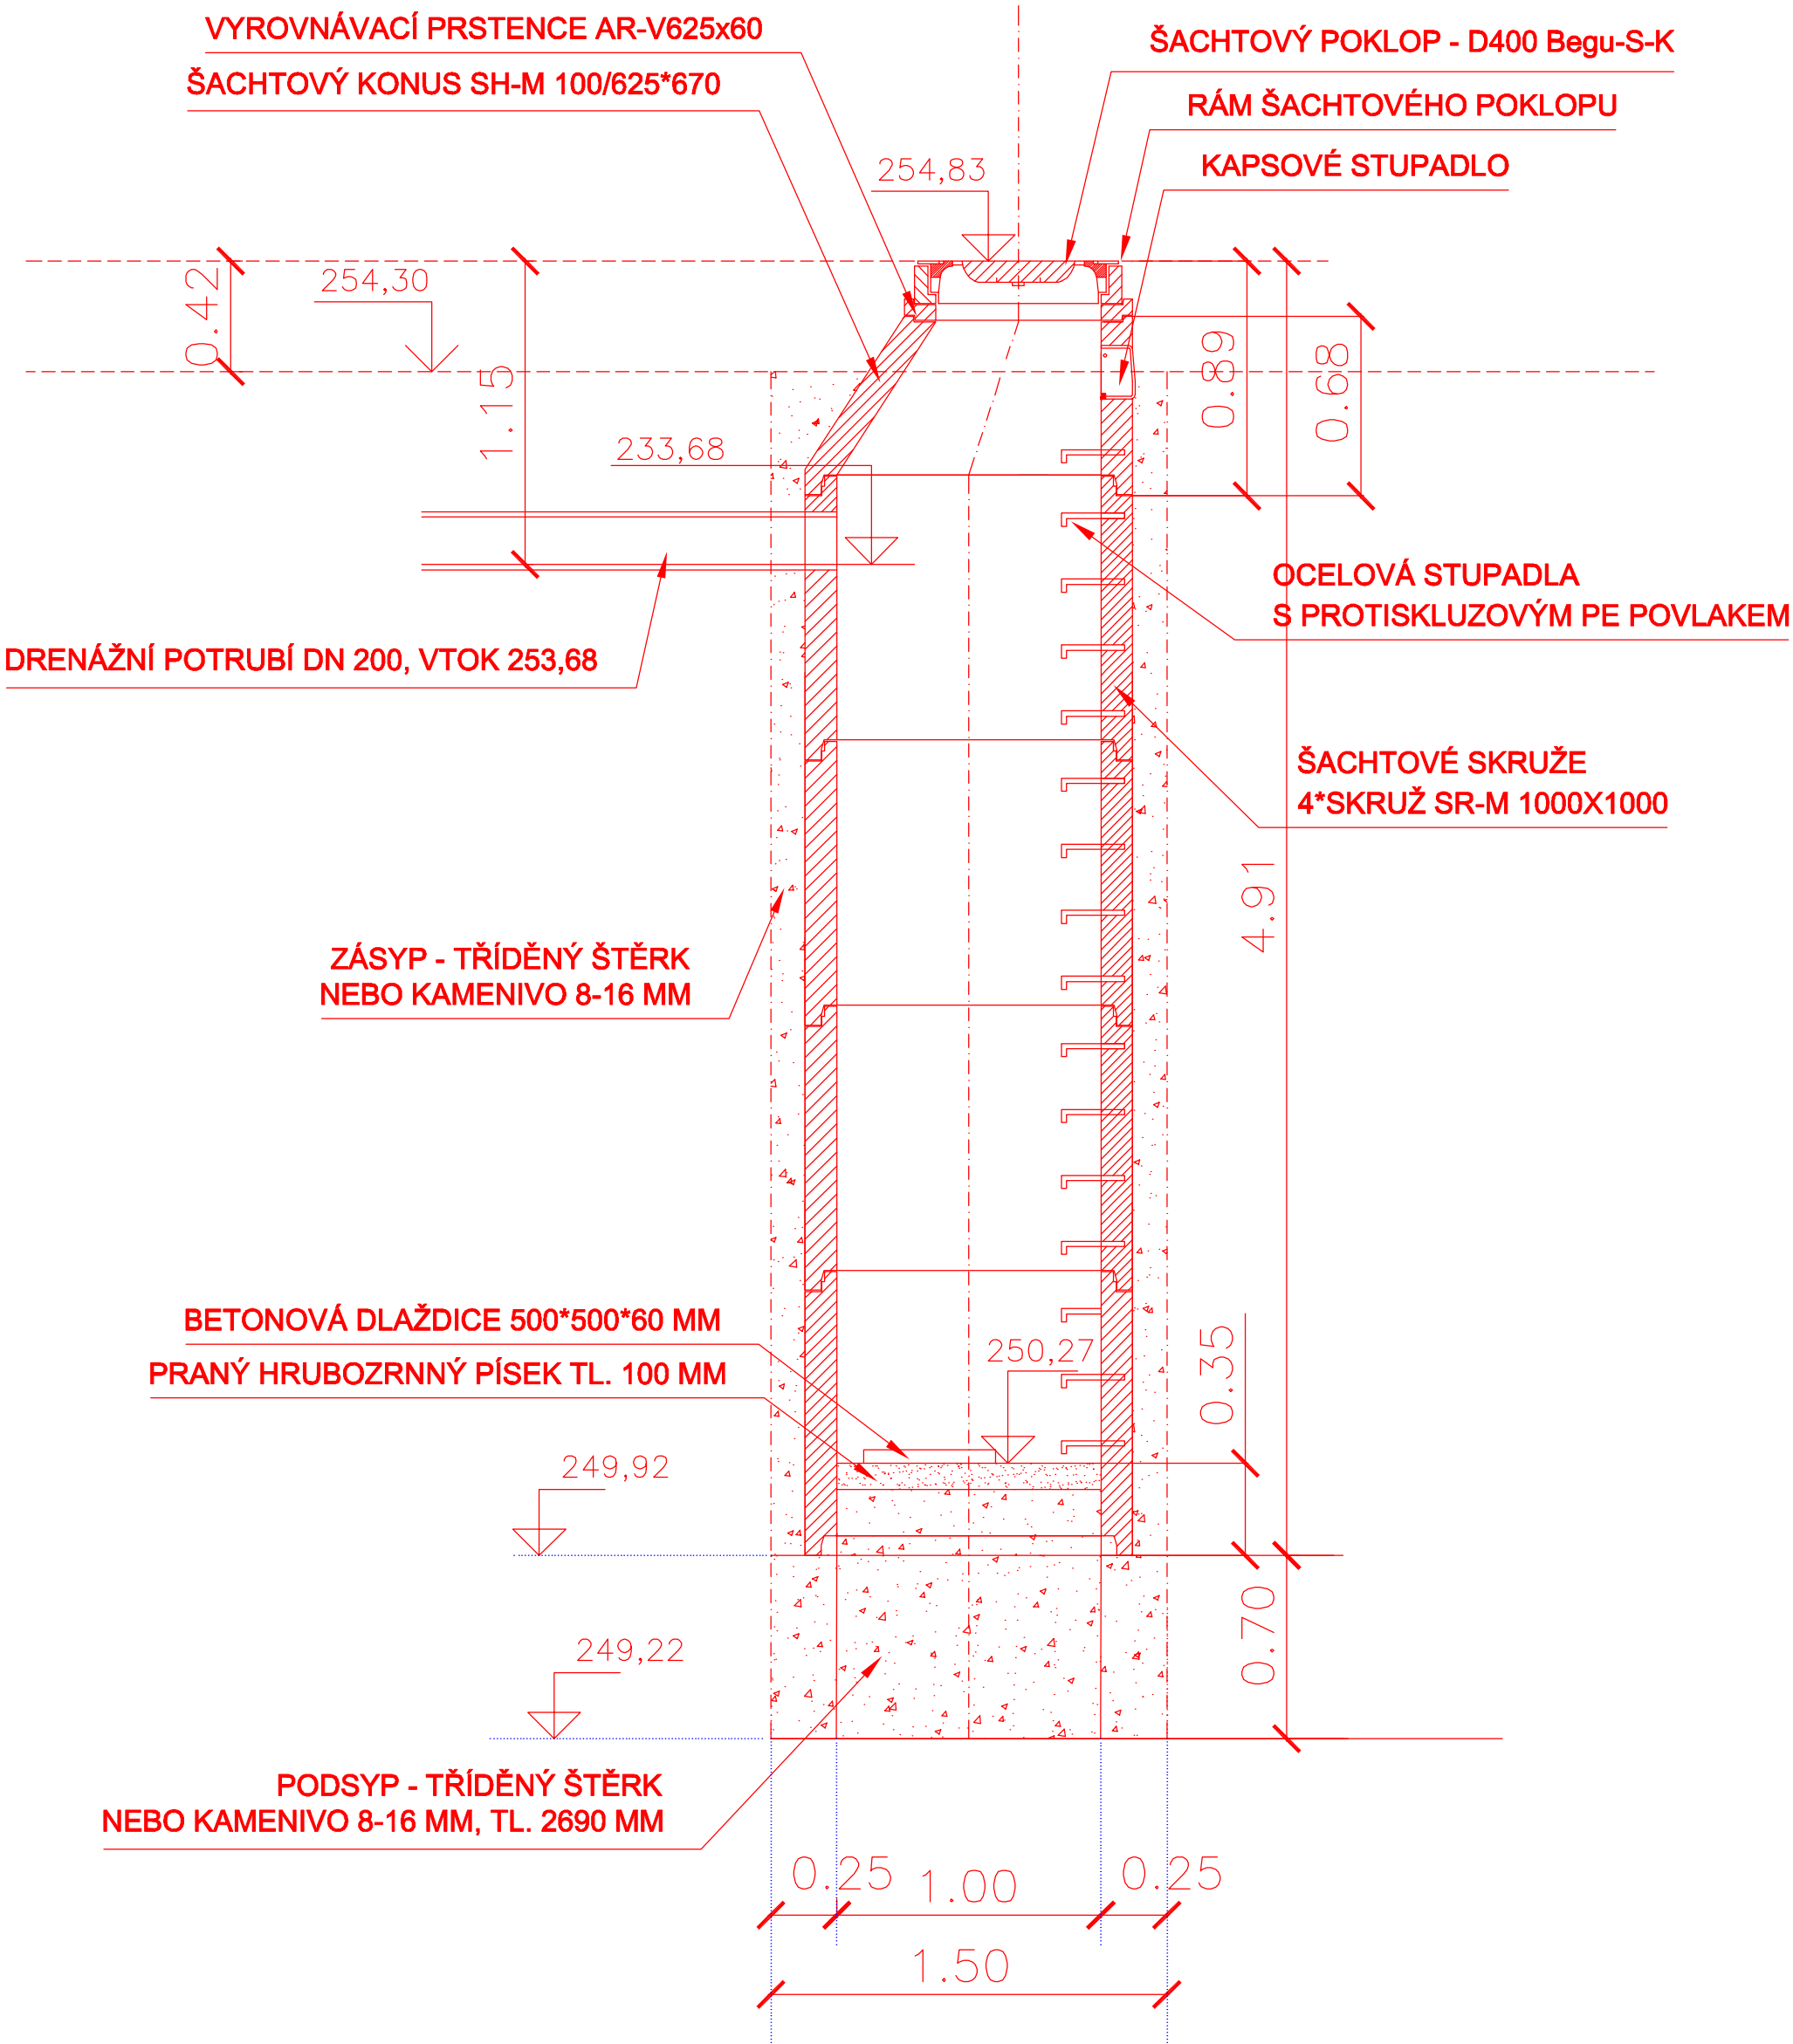 VYROVNÁVACÍ PRSTENCE AR-V625x60
ŠACHTOVÝ KONUS SH-M 100/625*670
ŠACHTOVÝ POKLOP - D400 Begu-S-K
RÁM ŠACHTOVÉHO POKLOPU
KAPSOVÉ STUPADLO
254,83
254,30
0.42
1.15
0.89
0.68
233,68
OCELOVÁ STUPADLA
S PROTISKLUZOVÝM PE POVLAKEM
DRENÁŽNÍ POTRUBÍ DN 200, VTOK 253,68
ŠACHTOVÉ SKRUŽE
4*SKRUŽ SR-M 1000X1000
4.91
ZÁSYP - TŘÍDĚNÝ ŠTĚRK
NEBO KAMENIVO 8-16 MM
BETONOVÁ DLAŽDICE 500*500*60 MM
PRANÝ HRUBOZRNNÝ PÍSEK TL. 100 MM
250,27
0.35
249,92
0.70
249,22
PODSYP - TŘÍDĚNÝ ŠTĚRK
NEBO KAMENIVO 8-16 MM, TL. 2690 MM
0.25
1.00
0.25
1.50